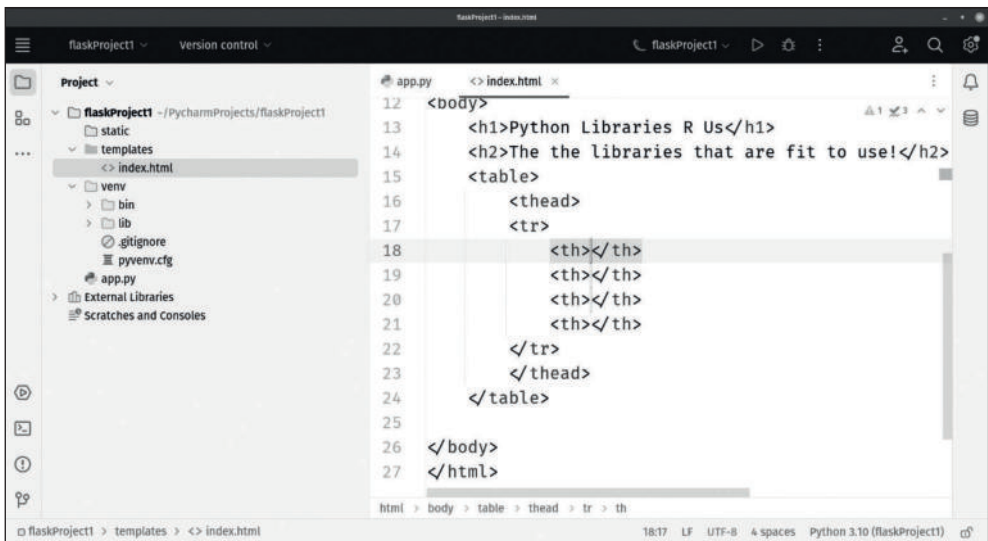 flaskProject1 – index.html
flaskProject1
Version control
flaskProject1
Project
app.py
<> index.html
flaskProject1 ~/PycharmProjects/flaskProject1
static
templates
<> index.html
venv
bin
lib
.gitignore
pyvenv.cfg
app.py
External Libraries
Scratches and Consoles
1 3
12 <body>
13 <h1>Python Libraries R Us</h1>
14 <h2>The the libraries that are fit to use!</h2>
15 <table>
16 <thead>
17 <tr>
18 <th></th>
19 <th></th>
20 <th></th>
21 <th></th>
22 </tr>
23 </thead>
24 </table>
25
26 </body>
27 </html>
html > body > table > thead > tr > th
flaskProject1 > templates > <> index.html
18:17 LF UTF-8 4 spaces Python 3.10 (flaskProject1)